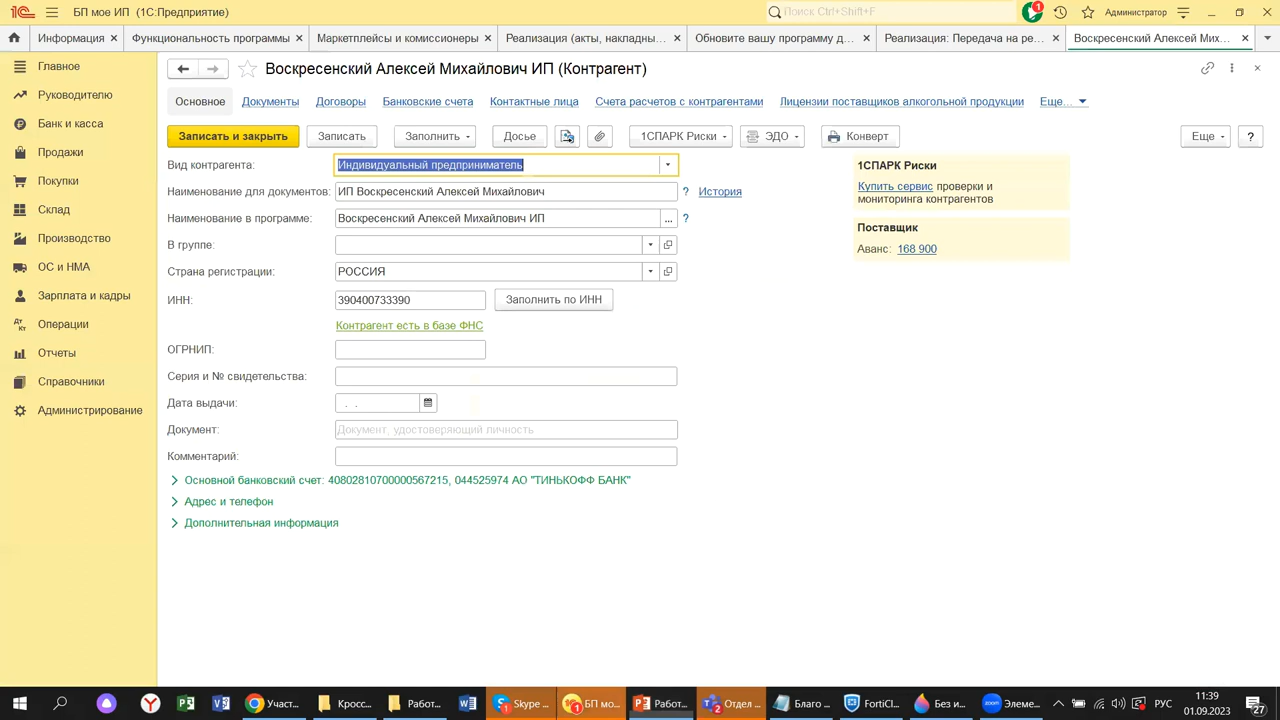 БП мое ИП (1С:Предприятие)
Поиск Ctrl+Shift+F
1
Администратор
Информация
Функциональность программы
Маркетплейсы и комиссионеры
Реализация (акты, накладны...
Обновите вашу программу д...
Реализация: Передача на ре...
Воскресенский Алексей Мих...
Главное
Руководителю
Банк и касса
Продажи
Покупки
Склад
Производство
ОС и НМА
Зарплата и кадры
Операции
Отчеты
Справочники
Администрирование
Воскресенский Алексей Михайлович ИП (Контрагент)
Основное Документы Договоры Банковские счета Контактные лица Счета расчетов с контрагентами Лицензии поставщиков алкогольной продукции Еще...
Записать и закрыть Записать Заполнить Досье 1СПАРК Риски ЭДО Конверт Еще ?
Вид контрагента: Индивидуальный предприниматель
Наименование для документов: ИП Воскресенский Алексей Михайлович ? История
Наименование в программе: Воскресенский Алексей Михайлович ИП ... ?
В группе:
Страна регистрации: РОССИЯ
ИНН: 390400733390 Заполнить по ИНН
Контрагент есть в базе ФНС
ОГРНИП:
Серия и № свидетельства:
Дата выдачи: . .
Документ: Документ, удостоверяющий личность
Комментарий:
Основной банковский счет: 40802810700000567215, 044525974 АО "ТИНЬКОФФ БАНК"
Адрес и телефон
Дополнительная информация
1СПАРК Риски
Купить сервис проверки и
мониторинга контрагентов
Поставщик
Аванс: 168 900
Участ...
Кросс...
Работ...
Skype ...
БП мо...
Работ...
Отдел ...
Благо ...
FortiCl...
Без и...
zoom
Элеме...
РУС
11:39
01.09.2023
27